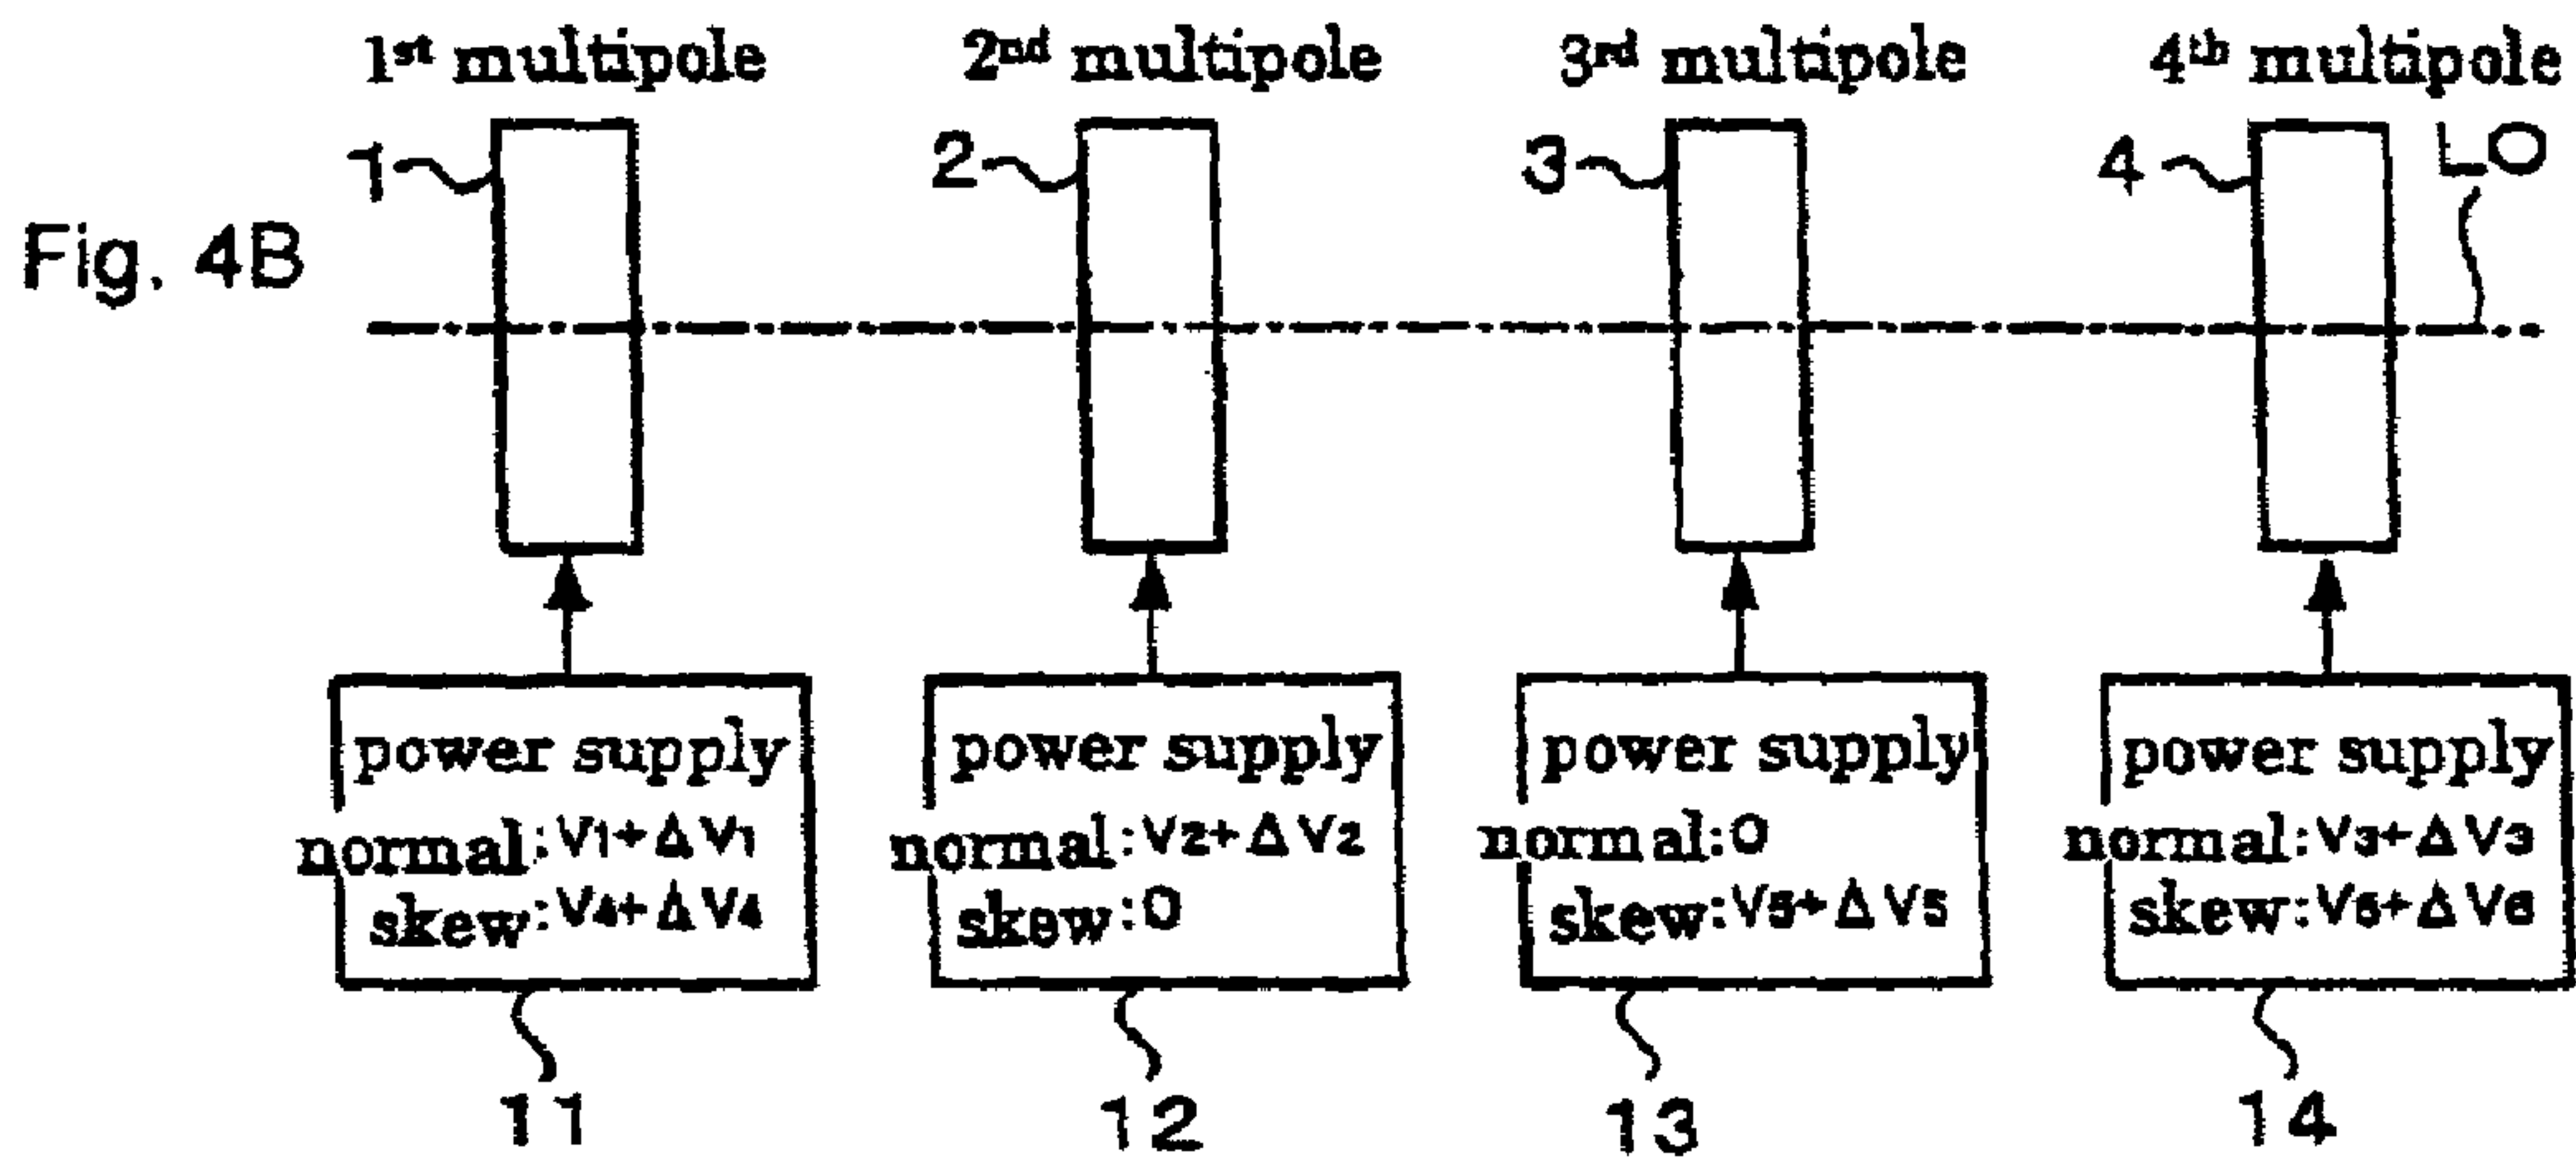 1st multipole
2nd multipole
3rd multipole
4th multipole
1
2
3
4
LO
Fig. 4B
power supply
normal:V1+ΔV1
skew:V4+ΔV4
power supply
normal:V2+ΔV2
skew:0
power supply
normal:0
skew:V5+ΔV5
power supply
normal:V3+ΔV3
skew:V6+ΔV6
11
12
13
14